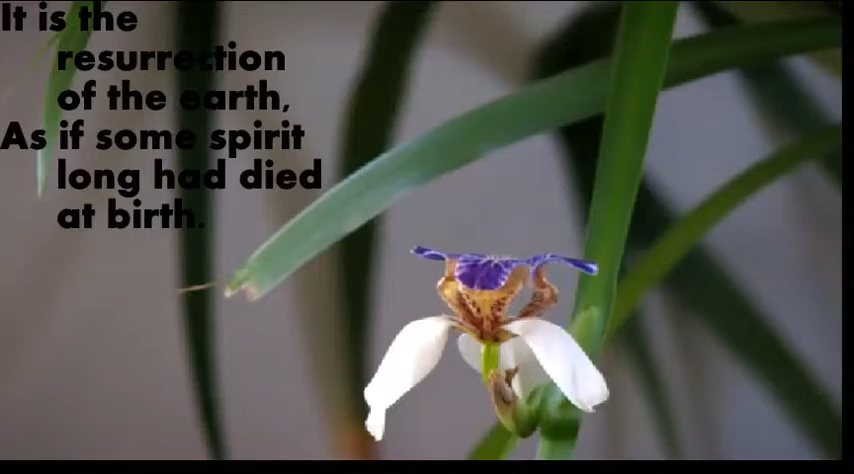 It is the
resurrection
of the earth,
As if some spirit
long had died
at birth.